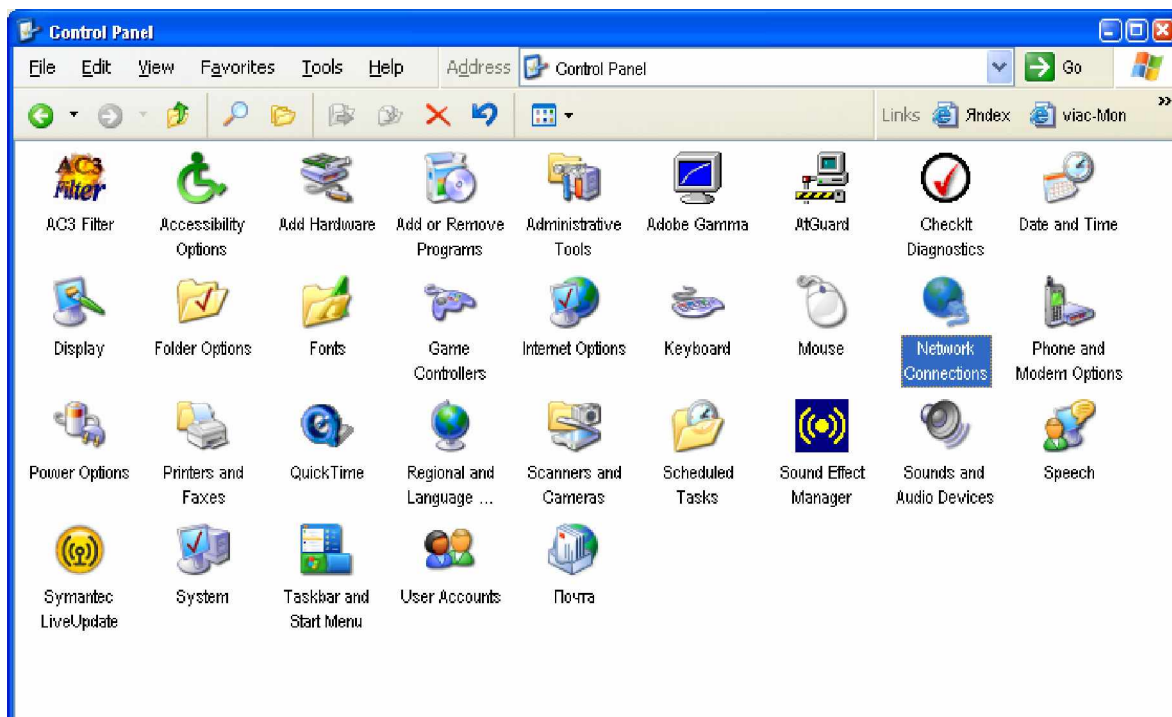 Control Panel
File Edit View Favorites Tools Help Address Control Panel Go
Links Яndex viac-Mon »
AC3 Filter
AC3 Filter Accessibility Options Add Hardware Add or Remove Programs Administrative Tools Adobe Gamma AtGuard CheckIt Diagnostics Date and Time
Display Folder Options Fonts Game Controllers Internet Options Keyboard Mouse Network Connections Phone and Modem Options
Power Options Printers and Faxes QuickTime Regional and Language ... Scanners and Cameras Scheduled Tasks Sound Effect Manager Sounds and Audio Devices Speech
Symantec LiveUpdate System Taskbar and Start Menu User Accounts Почта